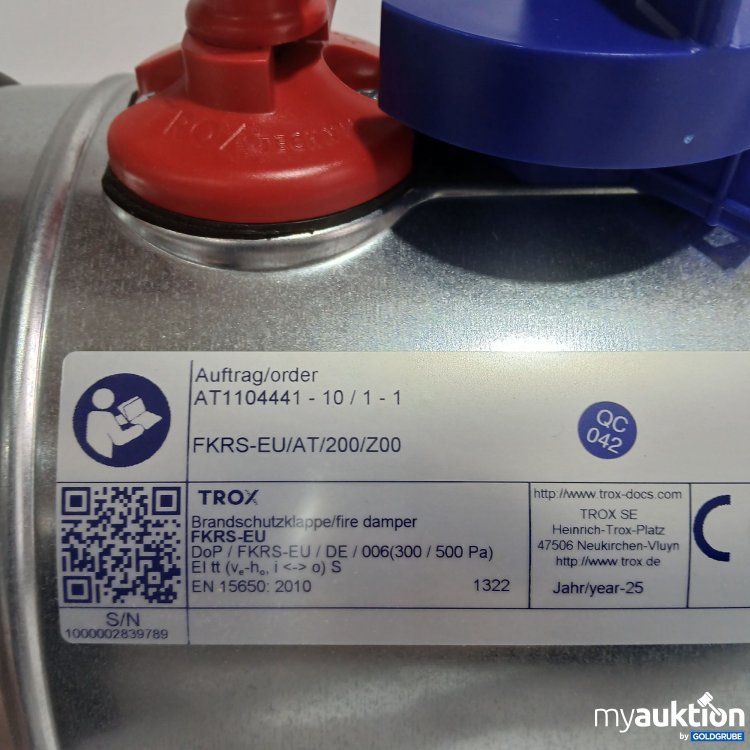 TROX
TECHNIK
Auftrag/order
AT1104441 - 10 / 1 - 1
FKRS-EU/AT/200/Z00
QC
042
TROX
Brandschutzklappe/fire damper
FKRS-EU
DoP / FKRS-EU / DE / 006(300 / 500 Pa)
EI tt (ve-ho, i <-> o) S
EN 15650: 2010
1322
http://www.trox-docs.com
TROX SE
Heinrich-Trox-Platz
47506 Neukirchen-Vluyn
http //www.trox.de
Jahr/year-25
S/N
1000002839789
myauktion
by GOLDGRUBE